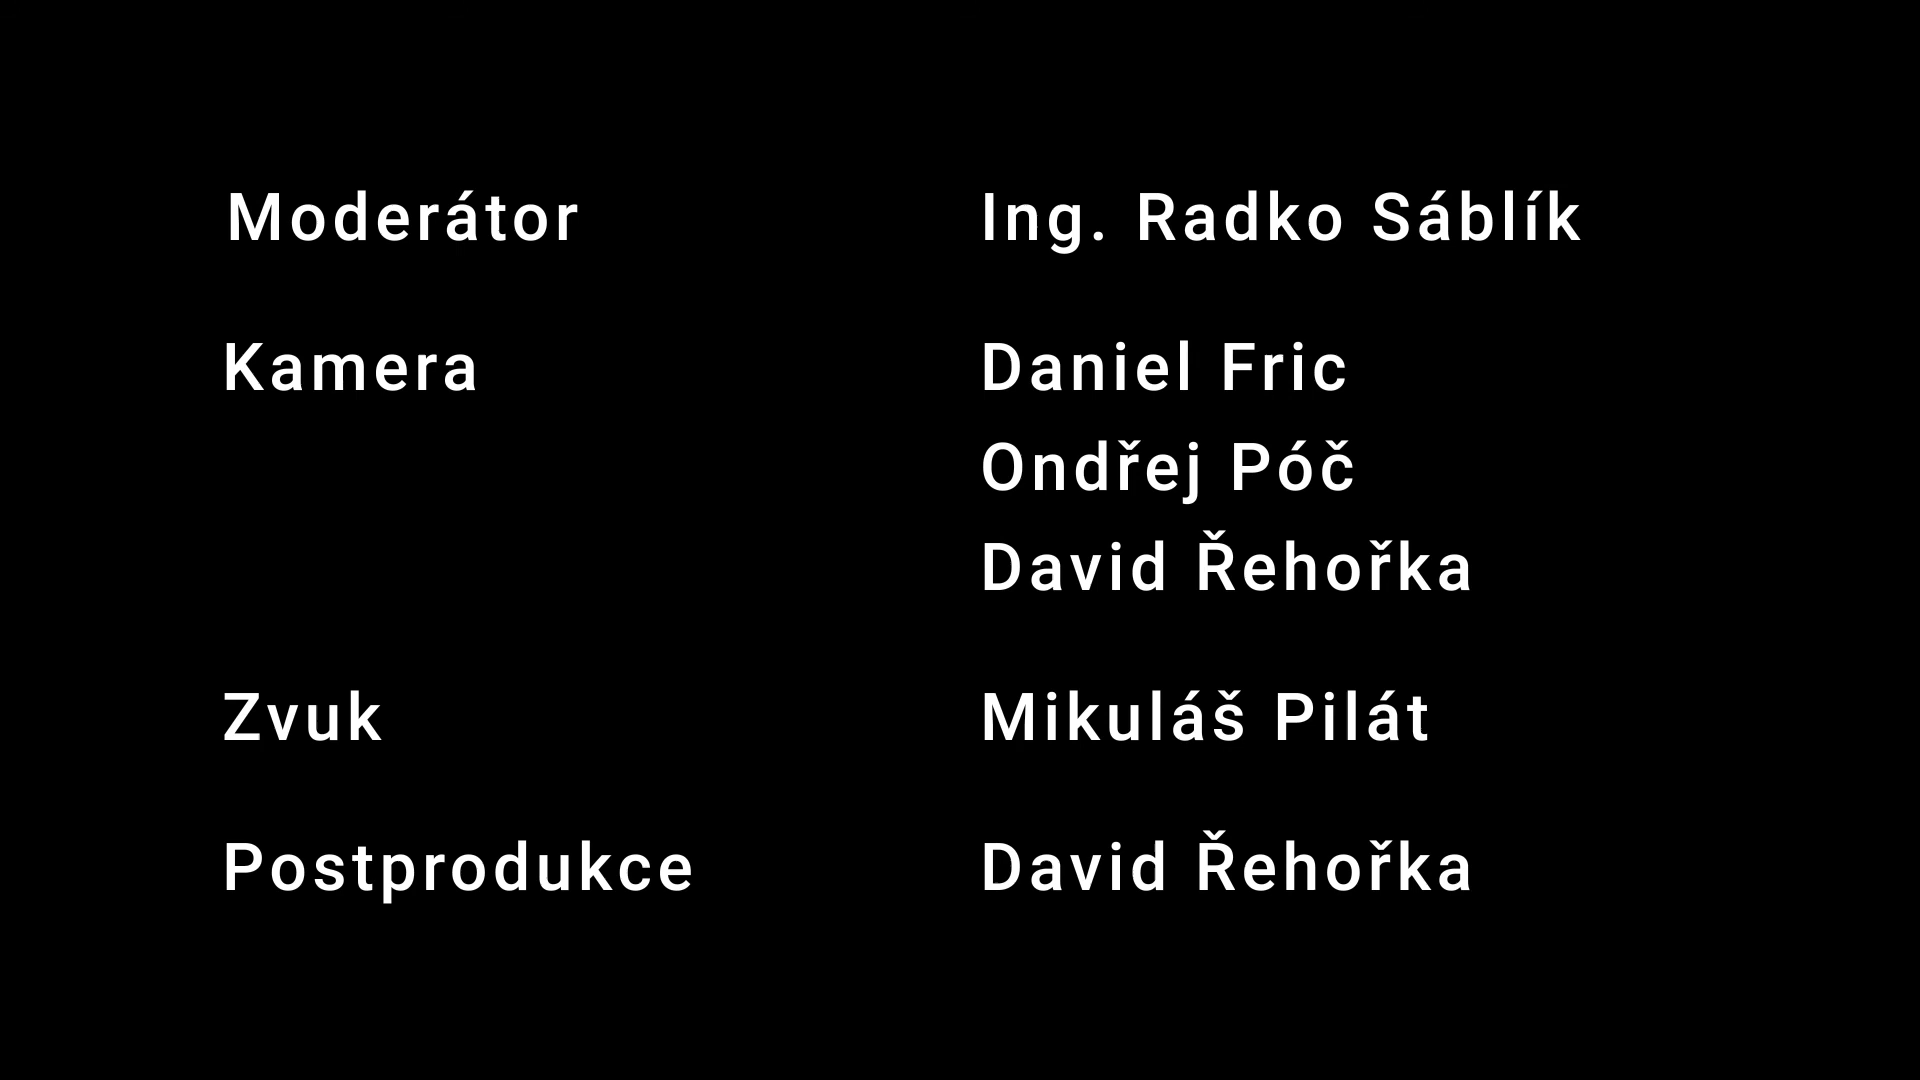 Moderátor Ing. Radko Sáblík
Kamera Daniel Fric
Ondřej Póč
David Řehořka
Zvuk Mikuláš Pilát
Postprodukce David Řehořka